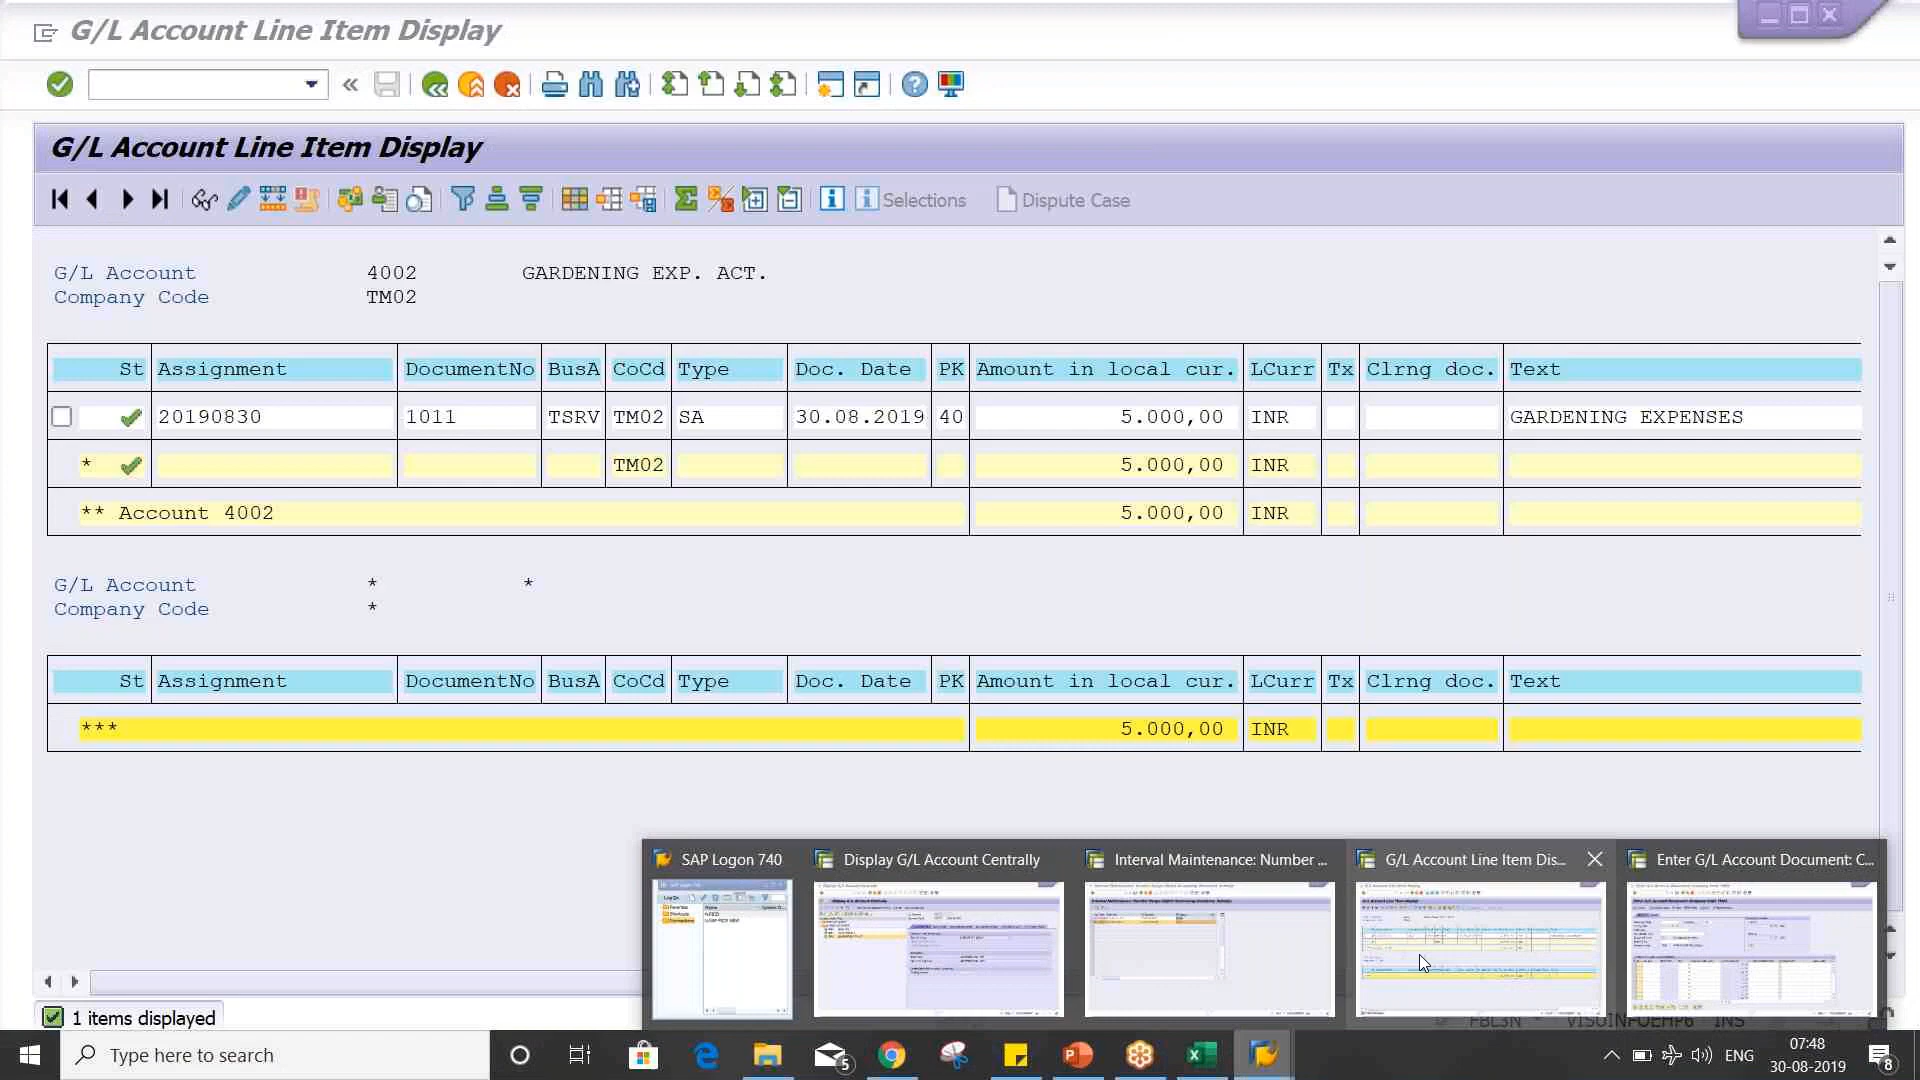 G/L Account Line Item Display
G/L Account Line Item Display
Selections Dispute Case
G/L Account 4002 GARDENING EXP. ACT.
Company Code TM02
St Assignment DocumentNo BusA CoCd Type Doc. Date PK Amount in local cur. LCurr Tx Clrng doc. Text
20190830 1011 TSRV TM02 SA 30.08.2019 40 5.000,00 INR GARDENING EXPENSES
* TM02 5.000,00 INR
** Account 4002 5.000,00 INR
G/L Account * *
Company Code *
St Assignment DocumentNo BusA CoCd Type Doc. Date PK Amount in local cur. LCurr Tx Clrng doc. Text
*** 5.000,00 INR
SAP Logon 740 Display G/L Account Centrally Interval Maintenance: Number ... G/L Account Line Item Dis... Enter G/L Account Document: C...
1 items displayed
FBL3N VISUINFOEHP6 INS
Type here to search
5
ENG
07:48
30-08-2019
8